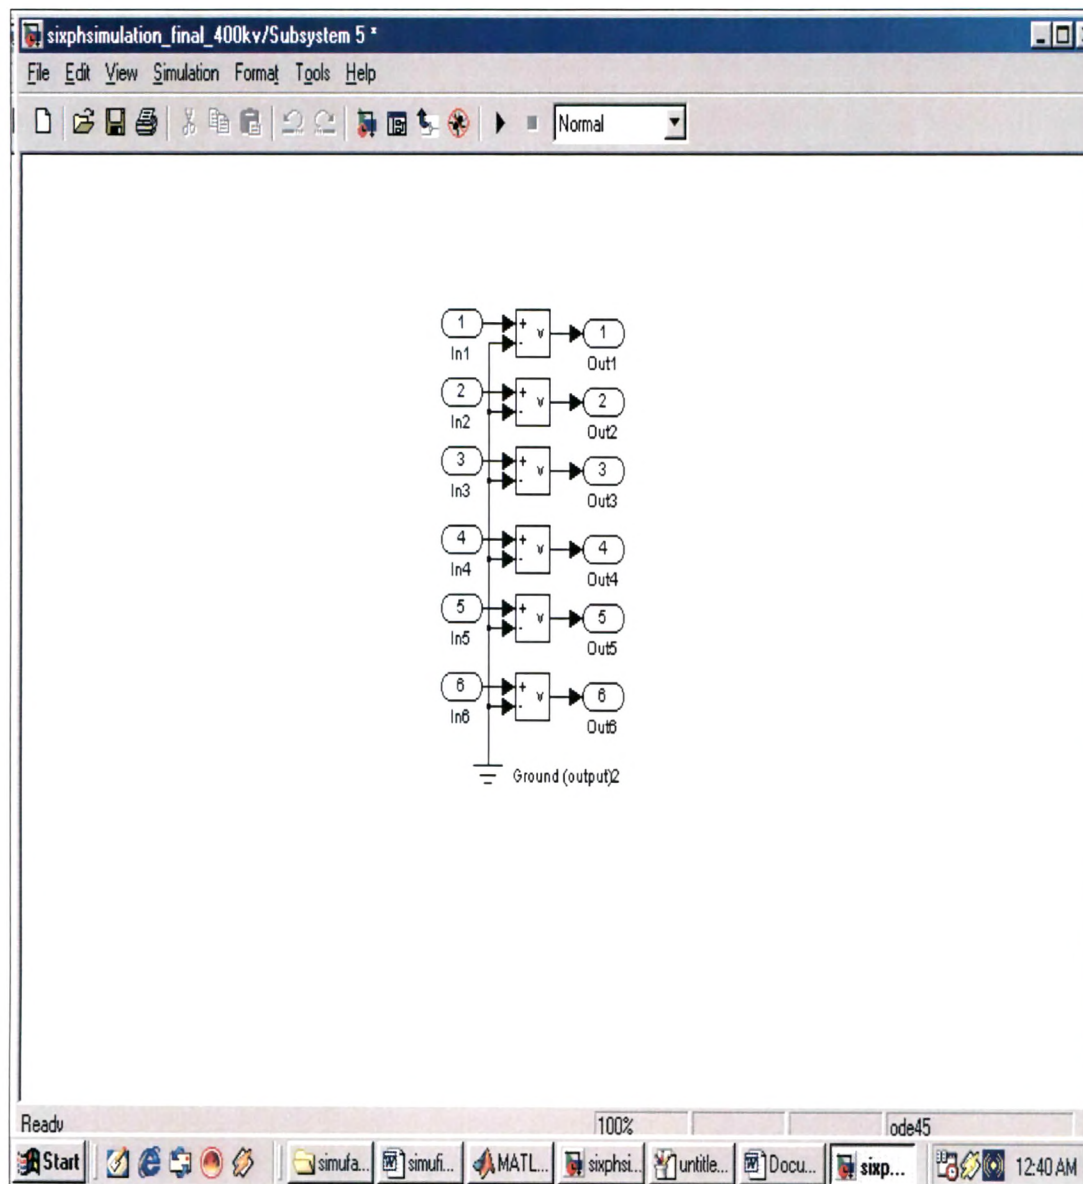 sixphsimulation_final_400kv/Subsystem 5 *
File Edit View Simulation Format Tools Help
Normal
1 + - v 1
In1 Out1
2 + - v 2
In2 Out2
3 + - v 3
In3 Out3
4 + - v 4
In4 Out4
5 + - v 5
In5 Out5
6 + - v 6
In6 Out6
Ground (output)2
Ready 100% ode45
Start simufa... simufi... MATL... sixphsi... untitle... Docu... sixp... 12:40 AM